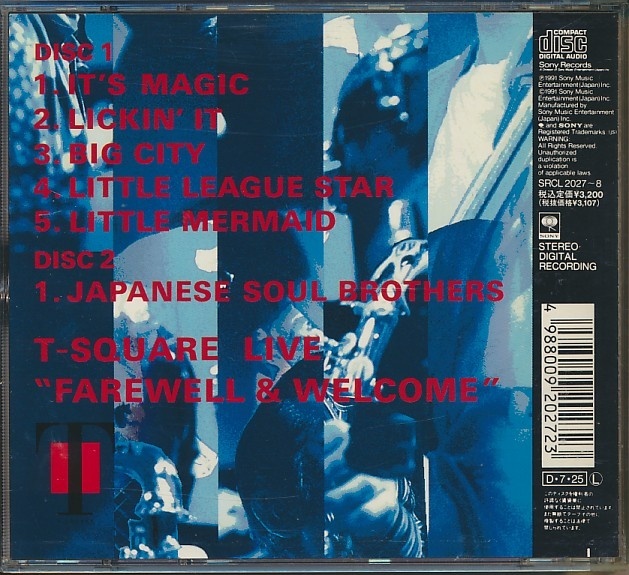 DISC 1
1. IT'S MAGIC
2. LICKIN' IT
3. BIG CITY
4. LITTLE LEAGUE STAR
5. LITTLE MERMAID
DISC 2
1. JAPANESE SOUL BROTHERS
T-SQUARE LIVE
"FAREWELL & WELCOME"
T
COMPACT
disc
DIGITAL AUDIO
Sony Records
℗1991 Sony Music
Entertainment (Japan) Inc.
©1991 Sony Music
Entertainment (Japan) Inc.
Manufactured by
Sony Music Entertainment
(Japan) Inc.
and SONY are
Registered Trademarks
WARNING:
All Rights Reserved.
Unauthorized
duplication is
a violation
of applicable laws.
SRCL 2027~8
税込定価¥3,200
(税抜価格¥3,107)
SONY
STEREO·
DIGITAL
RECORDING
4 988009 202723
D·7·25 L